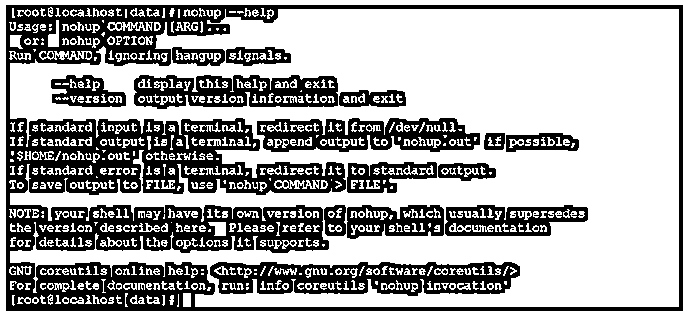 [root@localhost data]# nohup --help
Usage: nohup COMMAND [ARG]...
or: nohup OPTION
Run COMMAND, ignoring hangup signals.
--help display this help and exit
--version output version information and exit
If standard input is a terminal, redirect it from /dev/null.
If standard output is a terminal, append output to 'nohup.out' if possible,
'$HOME/nohup.out' otherwise.
If standard error is a terminal, redirect it to standard output.
To save output to FILE, use 'nohup COMMAND > FILE'.
NOTE: your shell may have its own version of nohup, which usually supersedes
the version described here. Please refer to your shell's documentation
for details about the options it supports.
GNU coreutils online help: <http://www.gnu.org/software/coreutils/>
For complete documentation, run: info coreutils 'nohup invocation'
[root@localhost data]#